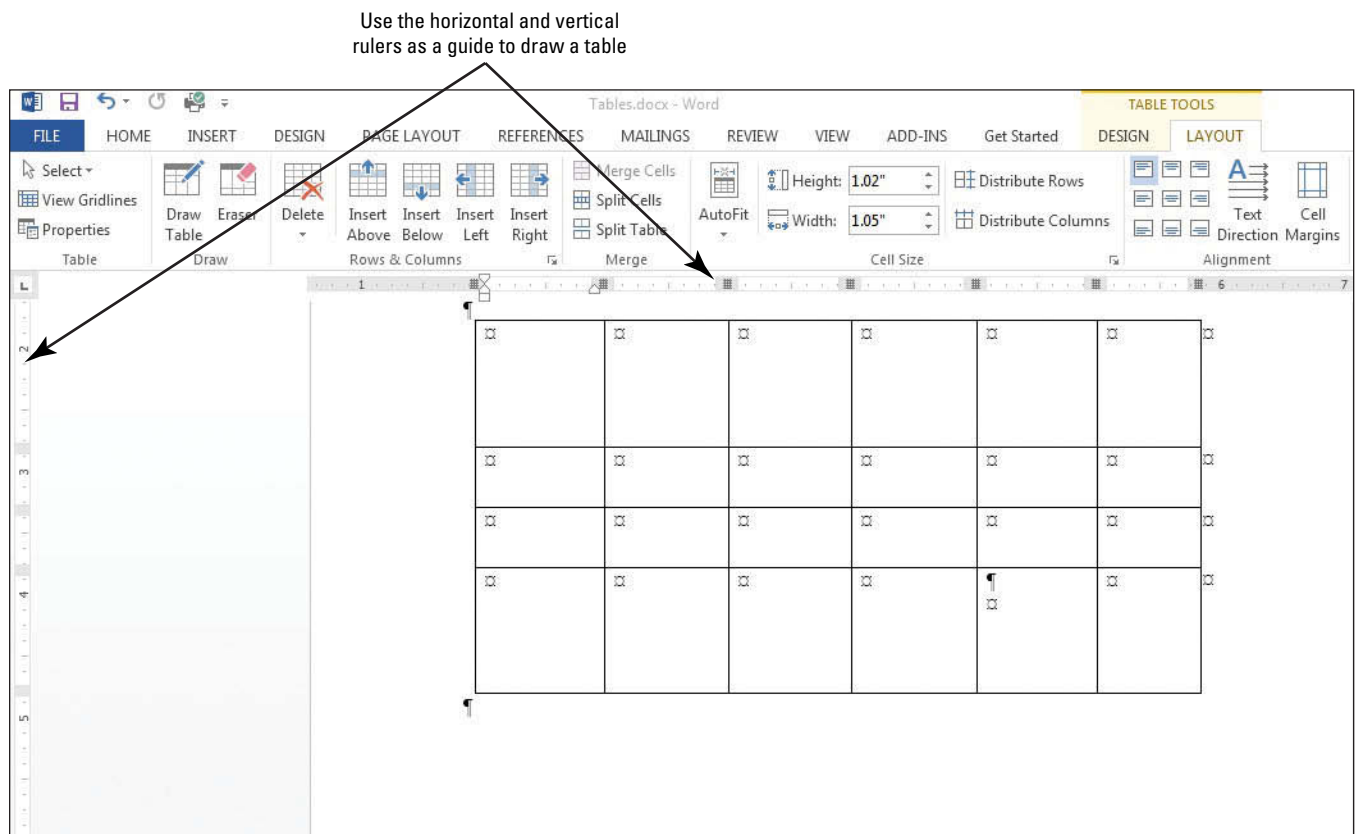 Use the horizontal and vertical
rulers as a guide to draw a table
Tables.docx - Word
TABLE TOOLS
FILE HOME INSERT DESIGN PAGE LAYOUT REFERENCES MAILINGS REVIEW VIEW ADD-INS Get Started DESIGN LAYOUT
Select
View Gridlines
Properties
Table
Draw Table
Eraser
Draw
Delete
Insert Above
Insert Below
Insert Left
Insert Right
Rows & Columns
Merge Cells
Split Cells
Split Table
Merge
AutoFit
Height: 1.02"
Width: 1.05"
Distribute Rows
Distribute Columns
Cell Size
Text Direction
Cell Margins
Alignment
L
1 6 7
¶
¤ ¤ ¤ ¤ ¤ ¤ ¤
2
¤ ¤ ¤ ¤ ¤ ¤ ¤
3
¤ ¤ ¤ ¤ ¤ ¤ ¤
¤ ¤ ¤ ¤ ¶ ¤ ¤
4
¤
¶
5